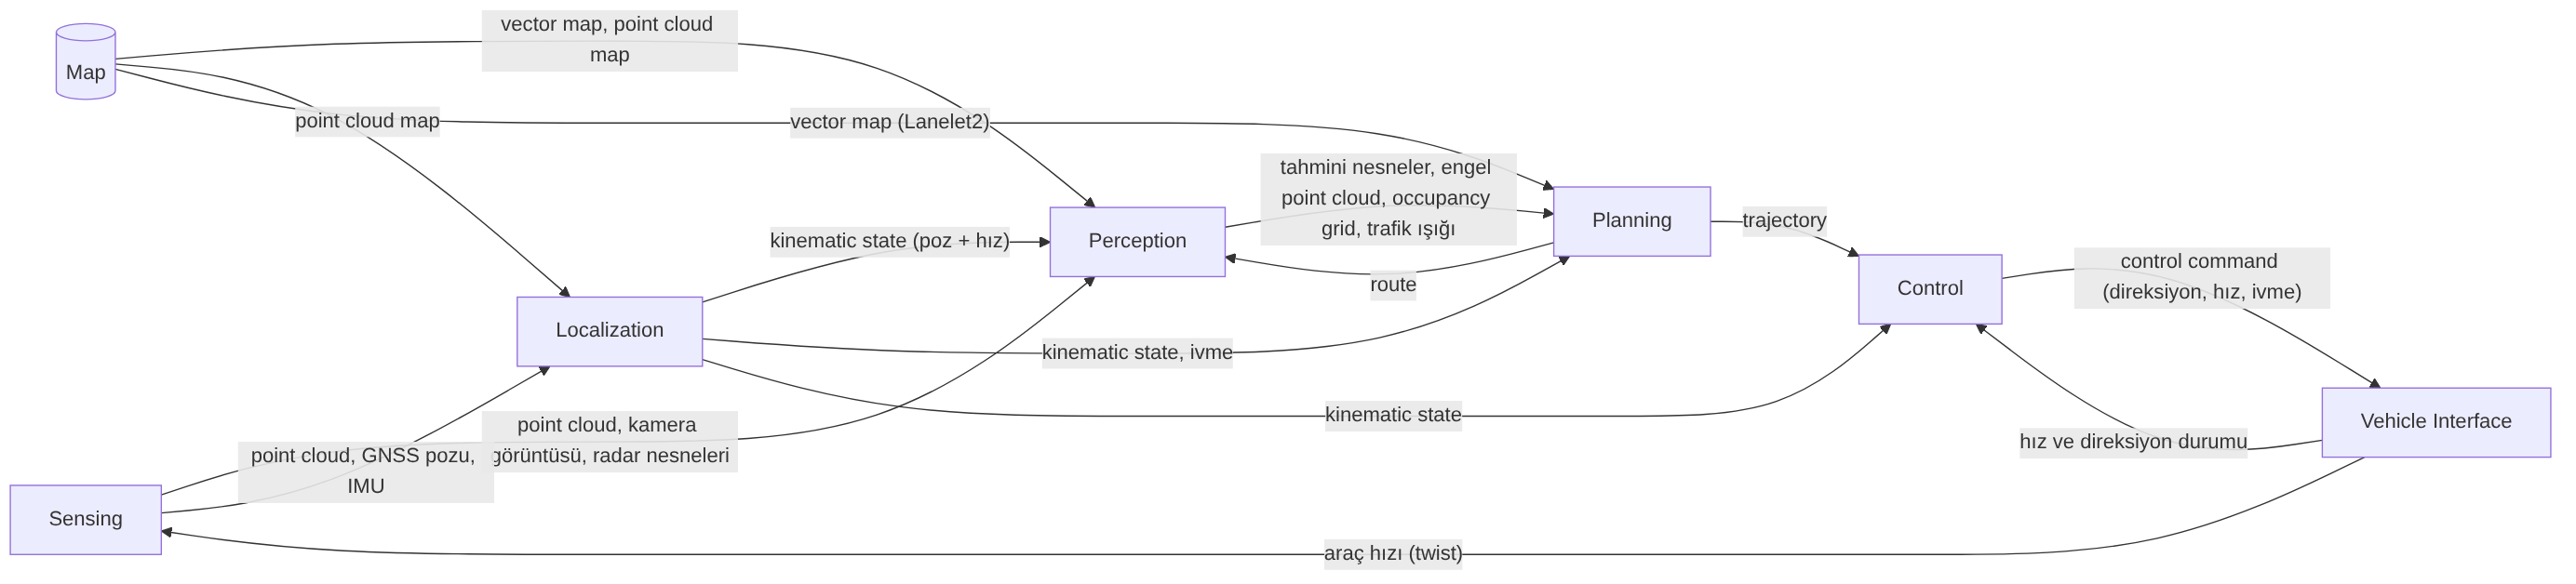 vector map, point cloud
map
Map
point cloud map
vector map (Lanelet2)
tahmini nesneler, engel
point cloud, occupancy
grid, trafik ışığı
Planning
trajectory
kinematic state (poz + hız)
Perception
route
control command
(direksiyon, hız, ivme)
Control
Localization
kinematic state, ivme
kinematic state
Vehicle Interface
hız ve direksiyon durumu
point cloud, kamera
görüntüsü, radar nesneleri
point cloud, GNSS pozu,
IMU
Sensing
araç hızı (twist)